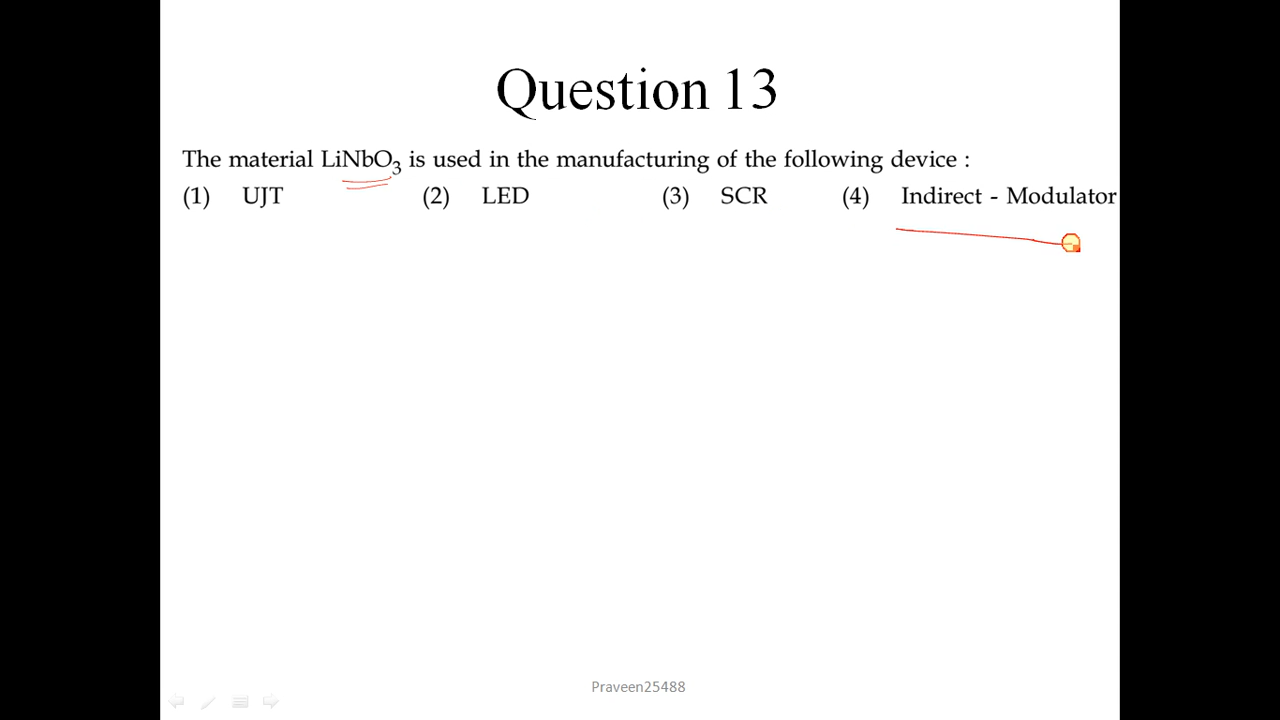 Question 13
The material LiNbO₃ is used in the manufacturing of the following device :
(1) UJT (2) LED (3) SCR (4) Indirect - Modulator
Praveen25488